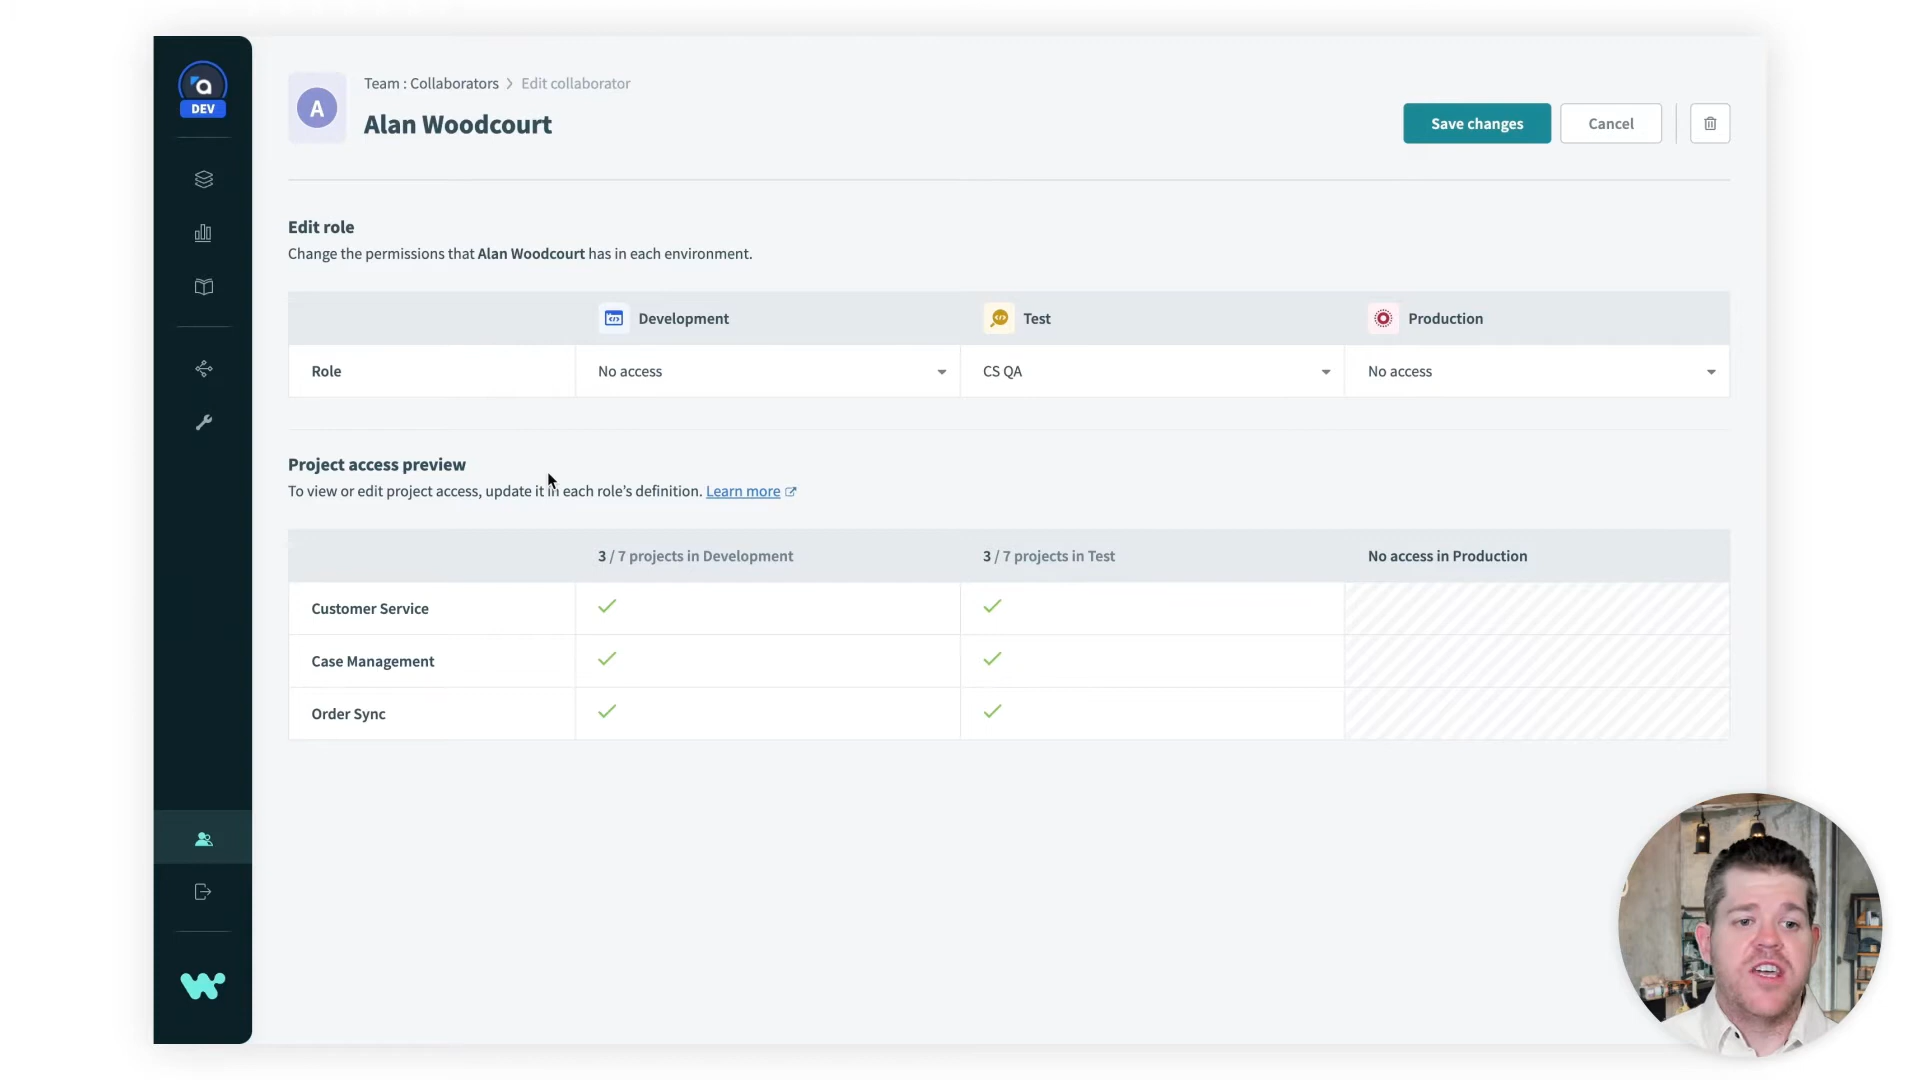 DEV
Team : Collaborators > Edit collaborator
A
Alan Woodcourt
Save changes
Cancel
Edit role
Change the permissions that Alan Woodcourt has in each environment.
Development
Test
Production
Role
No access
CS QA
No access
Project access preview
To view or edit project access, update it in each role's definition. Learn more
3 / 7 projects in Development
3 / 7 projects in Test
No access in Production
Customer Service
Case Management
Order Sync